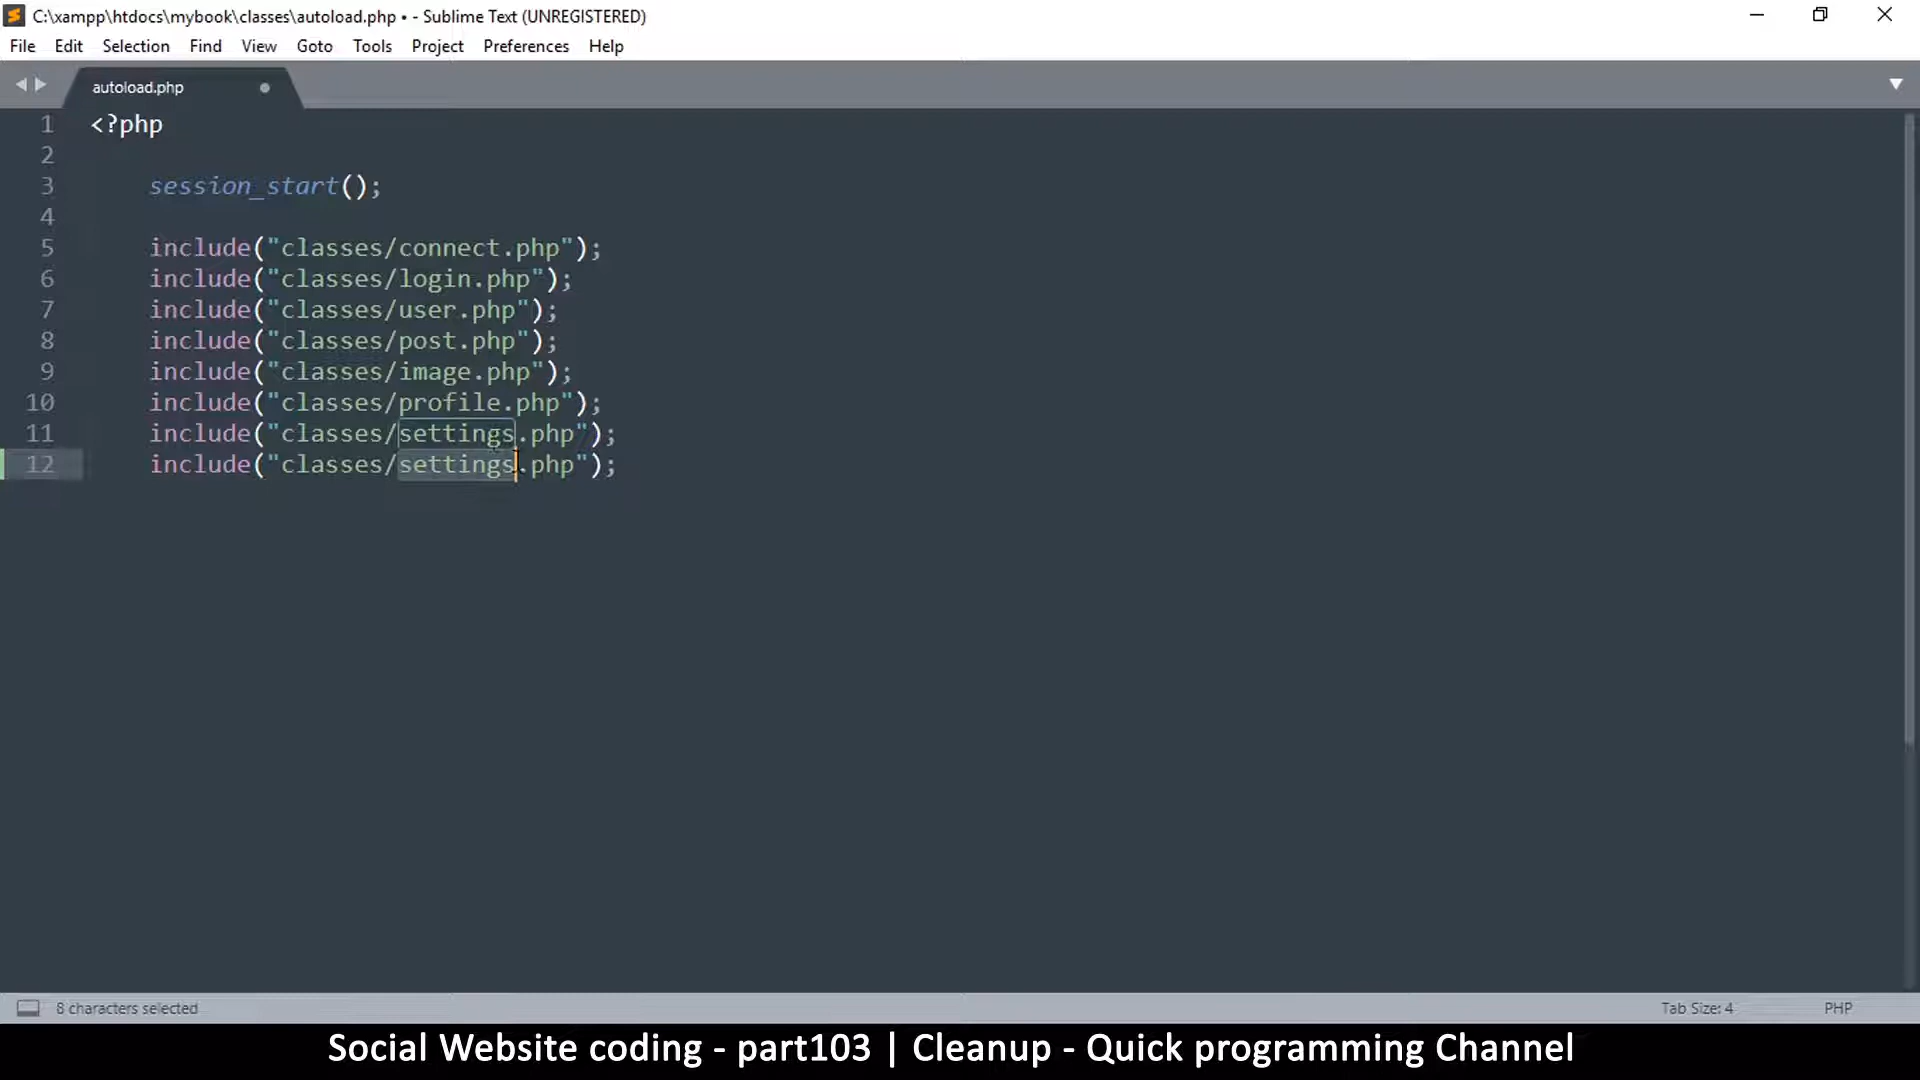 C:\xampp\htdocs\mybook\classes\autoload.php • - Sublime Text (UNREGISTERED)
File Edit Selection Find View Goto Tools Project Preferences Help
autoload.php
1 <?php
2
3 session_start();
4
5 include("classes/connect.php");
6 include("classes/login.php");
7 include("classes/user.php");
8 include("classes/post.php");
9 include("classes/image.php");
10 include("classes/profile.php");
11 include("classes/settings.php");
12 include("classes/settings.php");
8 characters selected Tab Size: 4 PHP
Social Website coding - part103 | Cleanup - Quick programming Channel